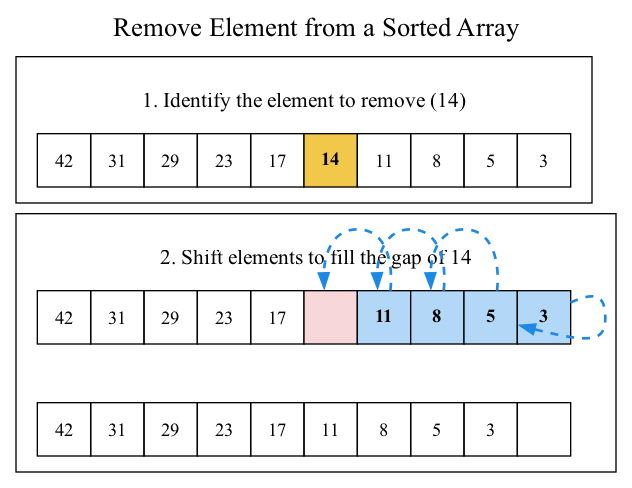 Remove Element from a Sorted Array
1. Identify the element to remove (14)
42 31 29 23 17 14 11 8 5 3
2. Shift elements to fill the gap of 14
42 31 29 23 17 11 8 5 3
42 31 29 23 17 11 8 5 3